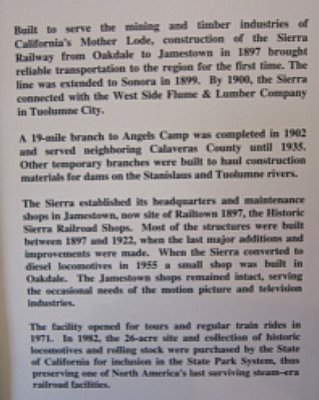 Built to serve the mining and timber industries of
California's Mother Lode, construction of the Sierra
Railway from Oakdale to Jamestown in 1897 brought
reliable transportation to the region for the first time. The
line was extended to Sonora in 1899. By 1900, the Sierra
connected with the West Side Flume & Lumber Company
in Tuolumne City.
A 19-mile branch to Angels Camp was completed in 1902
and served neighboring Calaveras County until 1935.
Other temporary branches were built to haul construction
materials for dams on the Stanislaus and Tuolumne rivers.
The Sierra established its headquarters and maintenance
shops in Jamestown, now site of Railtown 1897, the Historic
Sierra Railroad Shops. Most of the structures were built
between 1897 and 1922, when the last major additions and
improvements were made. When the Sierra converted to
diesel locomotives in 1955 a small shop was built in
Oakdale. The Jamestown shops remained intact, serving
the occasional needs of the motion picture and television
industries.
The facility opened for tours and regular train rides in
1971. In 1982, the 26-acre site and collection of historic
locomotives and rolling stock were purchased by the State
of California for inclusion in the State Park System, thus
preserving one of North America's last surviving steam-era
railroad facilities.